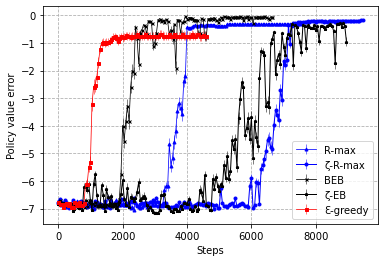 0
−1
−2
−3
−4
−5
−6
−7
Policy value error
0
2000
4000
6000
8000
Steps
R-max
ζ-R-max
BEB
ζ-EB
Ɛ-greedy